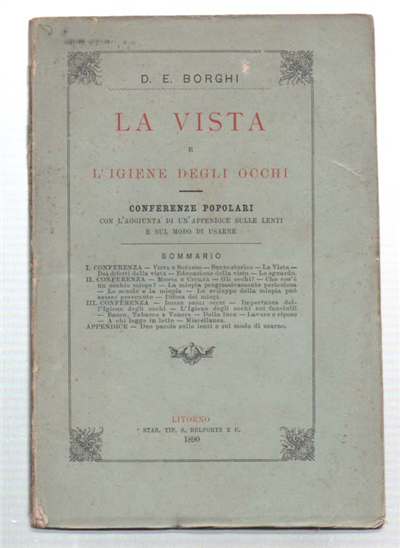 D. E. BORGHI
LA VISTA
E
L'IGIENE DEGLI OCCHI
CONFERENZE POPOLARI
CON L'AGGIUNTA DI UN'APPENDICE SULLE LENTI
E SUL MODO DI USARNE
SOMMARIO
I. CONFERENZA — VISTA E SGUARDO — Sunto storico — La Vista —
Dei difetti della vista — Educazione della vista — Lo sguardo.
II. CONFERENZA — MIOPIA E CIVILTÀ — Gli occhi! — Che cos'è
un occhio miope? — La miopia progressivamente pericolosa
— Le scuole e la miopia — Lo sviluppo della miopia può
essere prevenuto — Difesa dei miopi.
III. CONFERENZA — IGIENE DEGLI OCCHI — Importanza del-
l'Igiene degli occhi — L'Igiene degli occhi nei fanciulli
— Bacco, Tabacco e Venere — Della luce — Lavoro e riposo
— A chi legge in letto — Miscellanea.
APPENDICE — Due parole sulle lenti e sul modo di usarne.
LIVORNO
STAB. TIP. S. BELFORTE E C.
1890